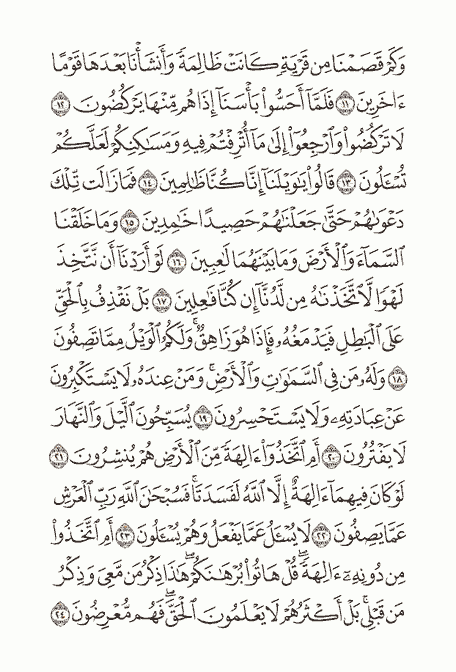 وَكَمْ قَصَمْنَا مِن قَرْيَةٍ كَانَتْ ظَالِمَةً وَأَنشَأْنَا بَعْدَهَا قَوْمًا
ءَاخَرِينَ ١١ فَلَمَّآ أَحَسُّوا۟ بَأْسَنَآ إِذَا هُم مِّنْهَا يَرْكُضُونَ ١٢
لَا تَرْكُضُوا۟ وَٱرْجِعُوٓا۟ إِلَىٰ مَآ أُتْرِفْتُمْ فِيهِ وَمَسَـٰكِنِكُمْ لَعَلَّكُمْ
تُسْـَٔلُونَ ١٣ قَالُوا۟ يَـٰوَيْلَنَآ إِنَّا كُنَّا ظَـٰلِمِينَ ١٤ فَمَا زَالَت تِّلْكَ
دَعْوَىٰهُمْ حَتَّىٰ جَعَلْنَـٰهُمْ حَصِيدًا خَـٰمِدِينَ ١٥ وَمَا خَلَقْنَا
ٱلسَّمَآءَ وَٱلْأَرْضَ وَمَا بَيْنَهُمَا لَـٰعِبِينَ ١٦ لَوْ أَرَدْنَآ أَن نَّتَّخِذَ
لَهْوًا لَّٱتَّخَذْنَـٰهُ مِن لَّدُنَّآ إِن كُنَّا فَـٰعِلِينَ ١٧ بَلْ نَقْذِفُ بِٱلْحَقِّ
عَلَى ٱلْبَـٰطِلِ فَيَدْمَغُهُۥ فَإِذَا هُوَ زَاهِقٌ ۚ وَلَكُمُ ٱلْوَيْلُ مِمَّا تَصِفُونَ
١٨ وَلَهُۥ مَن فِى ٱلسَّمَـٰوَٰتِ وَٱلْأَرْضِ ۚ وَمَنْ عِندَهُۥ لَا يَسْتَكْبِرُونَ
عَنْ عِبَادَتِهِۦ وَلَا يَسْتَحْسِرُونَ ١٩ يُسَبِّحُونَ ٱلَّيْلَ وَٱلنَّهَارَ
لَا يَفْتُرُونَ ٢٠ أَمِ ٱتَّخَذُوٓا۟ ءَالِهَةً مِّنَ ٱلْأَرْضِ هُمْ يُنشِرُونَ ٢١
لَوْ كَانَ فِيهِمَآ ءَالِهَةٌ إِلَّا ٱللَّهُ لَفَسَدَتَا ۚ فَسُبْحَـٰنَ ٱللَّهِ رَبِّ ٱلْعَرْشِ
عَمَّا يَصِفُونَ ٢٢ لَا يُسْـَٔلُ عَمَّا يَفْعَلُ وَهُمْ يُسْـَٔلُونَ ٢٣ أَمِ ٱتَّخَذُوا۟
مِن دُونِهِۦٓ ءَالِهَةً ۖ قُلْ هَاتُوا۟ بُرْهَـٰنَكُمْ ۖ هَـٰذَا ذِكْرُ مَن مَّعِىَ وَذِكْرُ
مَن قَبْلِى ۗ بَلْ أَكْثَرُهُمْ لَا يَعْلَمُونَ ٱلْحَقَّ ۖ فَهُم مُّعْرِضُونَ ٢٤